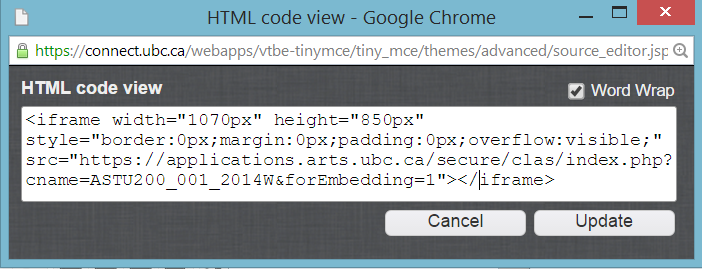 HTML code view - Google Chrome
https://connect.ubc.ca/webapps/vtbe-tinymce/tiny_mce/themes/advanced/source_editor.jsp
HTML code view
Word Wrap
<iframe width="1070px" height="850px"
style="border:0px;margin:0px;padding:0px;overflow:visible;"
src="https://applications.arts.ubc.ca/secure/clas/index.php?
cname=ASTU200_001_2014W&forEmbedding=1"></iframe>
Cancel
Update